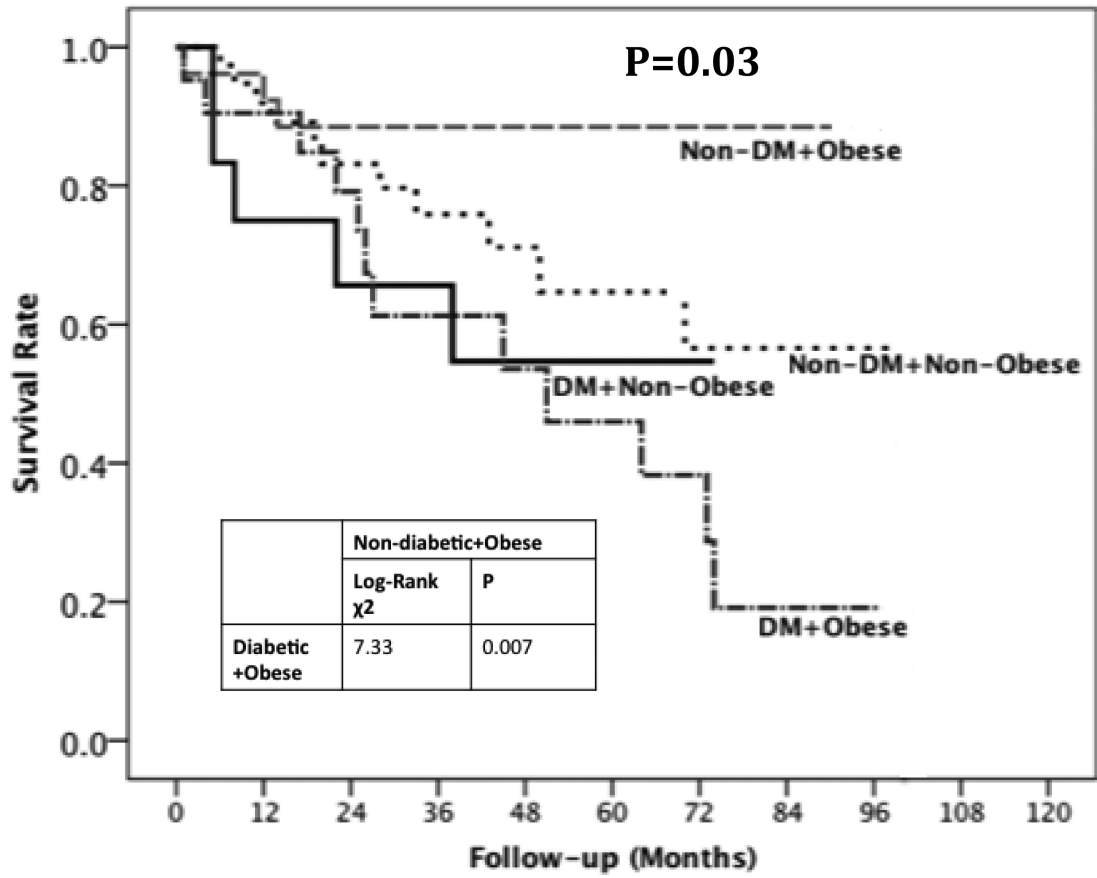 P=0.03
1.0
0.8
0.6
0.4
0.2
0.0
Survival Rate
Non-DM+Obese
Non-DM+Non-Obese
DM+Non-Obese
DM+Obese
Non-diabetic+Obese
Log-Rank P
χ2
Diabetic 7.33 0.007
+Obese
0 12 24 36 48 60 72 84 96 108 120
Follow-up (Months)